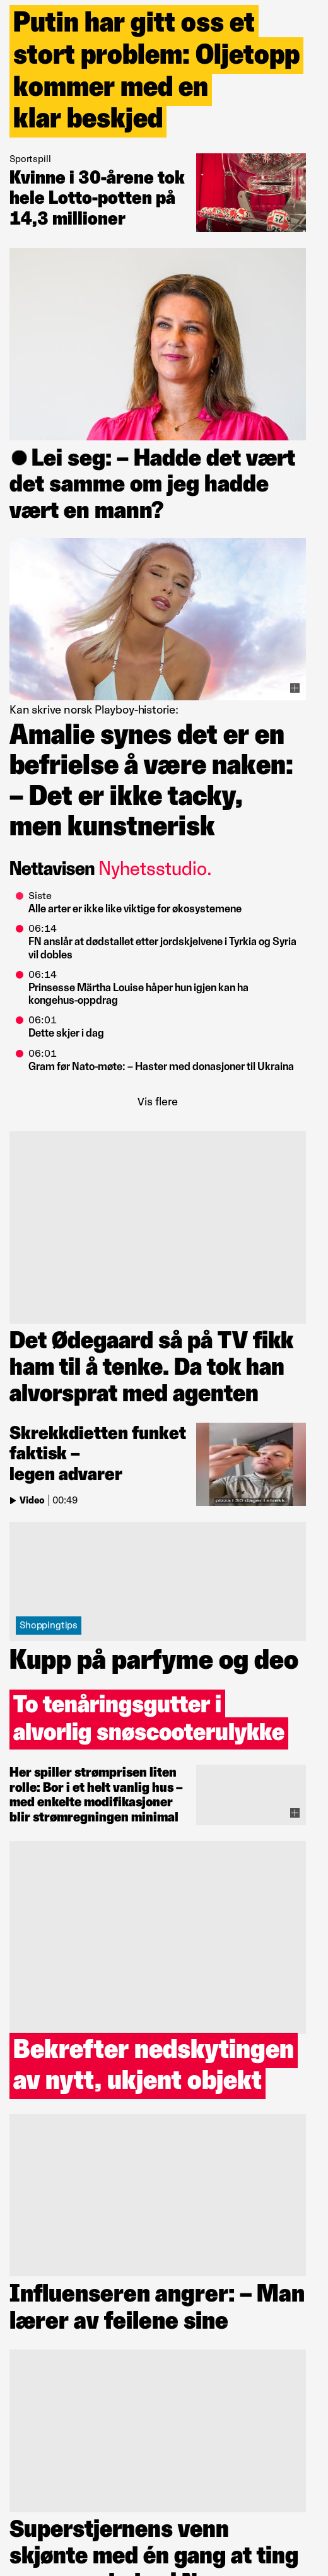 Putin har gitt oss et
stort problem: Oljetopp
kommer med en
klar beskjed
Sportspill
Kvinne i 30-årene tok
hele Lotto-potten på
14,3 millioner
Lei seg: – Hadde det vært
det samme om jeg hadde
vært en mann?
Kan skrive norsk Playboy-historie:
Amalie synes det er en
befrielse å være naken:
– Det er ikke tacky,
men kunstnerisk
Nettavisen Nyhetsstudio.
Siste
Alle arter er ikke like viktige for økosystemene
06:14
FN anslår at dødstallet etter jordskjelvene i Tyrkia og Syria
vil dobles
06:14
Prinsesse Märtha Louise håper hun igjen kan ha
kongehus-oppdrag
06:01
Dette skjer i dag
06:01
Gram før Nato-møte: – Haster med donasjoner til Ukraina
Vis flere
Det Ødegaard så på TV fikk
ham til å tenke. Da tok han
alvorsprat med agenten
Skrekkdietten funket
faktisk –
legen advarer
Video | 00:49
pizza i 30 dager i strekk
Shoppingtips
Kupp på parfyme og deo
To tenåringsgutter i
alvorlig snøscooterulykke
Her spiller strømprisen liten
rolle: Bor i et helt vanlig hus –
med enkelte modifikasjoner
blir strømregningen minimal
Bekrefter nedskytingen
av nytt, ukjent objekt
Influenseren angrer: – Man
lærer av feilene sine
Superstjernens venn
skjønte med én gang at ting